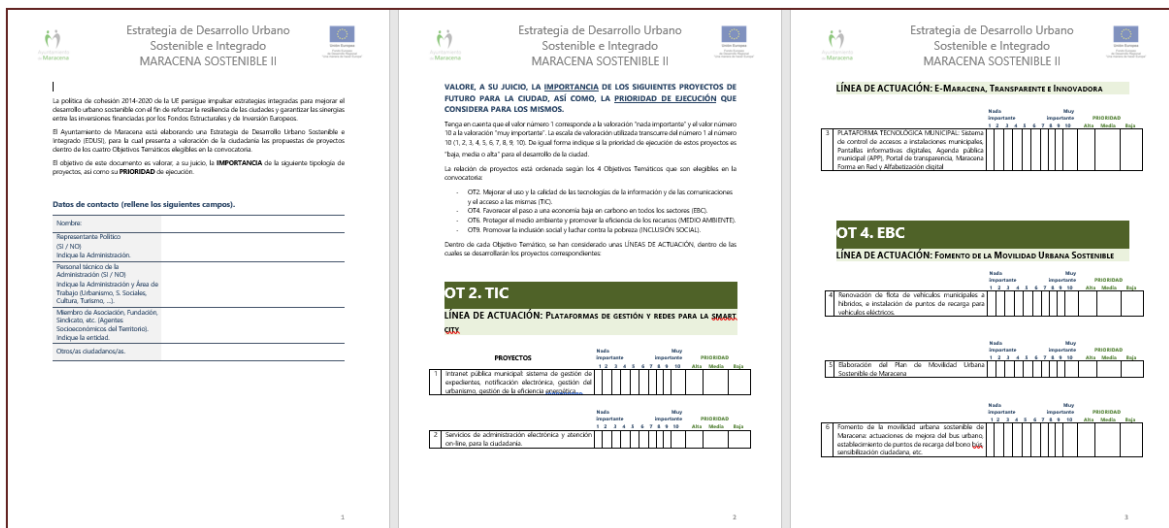 Estrategia de Desarrollo Urbano
Sostenible e Integrado
MARACENA SOSTENIBLE II
Maracena
La política de cohesión 2014-2020 de la UE persigue impulsar estrategias integradas para mejorar el
desarrollo urbano sostenible con el fin de reforzar la resiliencia de las ciudades y garantizar las sinergias
entre las inversiones financiadas por los Fondos Estructurales y de Inversión Europeos.
El Ayuntamiento de Maracena está elaborando una Estrategia de Desarrollo Urbano Sostenible e
Integrado (EDUSI), para la cual presenta a valoración de la ciudadanía las propuestas de proyectos
dentro de los cuatro Objetivos Temáticos elegibles en la convocatoria.
El objetivo de este documento es valorar, a su juicio, la IMPORTANCIA de la siguiente tipología de
proyectos, así como su PRIORIDAD de ejecución.
Datos de contacto (rellene los siguientes campos).
Nombre:
Representante Político
(SI / NO)
Indique la Administración.
Personal técnico de la
Administración (SI / NO)
Indique la Administración y Área de
Trabajo (Urbanismo, S. Sociales,
Cultura, Turismo, ...).
Miembro de Asociación, Fundación,
Sindicato, etc. (Agentes
Socioeconómicos del Territorio).
Indique la entidad.
Otros/as ciudadanos/as.
1
Estrategia de Desarrollo Urbano
Sostenible e Integrado
MARACENA SOSTENIBLE II
Maracena
VALORE, A SU JUICIO, LA IMPORTANCIA DE LOS SIGUIENTES PROYECTOS DE
FUTURO PARA LA CIUDAD, ASÍ COMO, LA PRIORIDAD DE EJECUCIÓN QUE
CONSIDERA PARA LOS MISMOS.
Tenga en cuenta que el valor número 1 corresponde a la valoración "nada importante" y el valor número
10 a la valoración "muy importante". La escala de valoración utilizada transcurre del número 1 al número
10 (1, 2, 3, 4, 5, 6, 7, 8, 9, 10). De igual forma indique si la prioridad de ejecución de estos proyectos es
"baja, media o alta" para el desarrollo de la ciudad.
La relación de proyectos está ordenada según los 4 Objetivos Temáticos que son elegibles en la
convocatoria:
- OT2. Mejorar el uso y la calidad de las tecnologías de la información y de las comunicaciones
y el acceso a las mismas (TIC).
- OT4. Favorecer el paso a una economía baja en carbono en todos los sectores (EBC).
- OT6. Proteger el medio ambiente y promover la eficiencia de los recursos (MEDIO AMBIENTE).
- OT9. Promover la inclusión social y luchar contra la pobreza (INCLUSIÓN SOCIAL).
Dentro de cada Objetivo Temático, se han considerado unas LÍNEAS DE ACTUACIÓN, dentro de las
cuales se desarrollarán los proyectos correspondientes:
OT 2. TIC
LÍNEA DE ACTUACIÓN: PLATAFORMAS DE GESTIÓN Y REDES PARA LA SMART
CITY
Nada Muy
PROYECTOS importante importante PRIORIDAD
1 2 3 4 5 6 7 8 9 10 Alta Media Baja
1 Intranet pública municipal: sistema de gestión de
expedientes, notificación electrónica, gestión del
urbanismo, gestión de la eficiencia energética.
Nada Muy
importante importante PRIORIDAD
1 2 3 4 5 6 7 8 9 10 Alta Media Baja
2 Servicios de administración electrónica y atención
on-line, para la ciudadanía.
2
Estrategia de Desarrollo Urbano
Sostenible e Integrado
MARACENA SOSTENIBLE II
Maracena
LÍNEA DE ACTUACIÓN: E-MARACENA, TRANSPARENTE E INNOVADORA
Nada Muy
importante importante PRIORIDAD
1 2 3 4 5 6 7 8 9 10 Alta Media Baja
3 PLATAFORMA TECNOLÓGICA MUNICIPAL: Sistema
de control de accesos a instalaciones municipales,
Pantallas informativas digitales, Agenda pública
municipal (APP), Portal de transparencia, Maracena
Forma en Red y Alfabetización digital
OT 4. EBC
LÍNEA DE ACTUACIÓN: FOMENTO DE LA MOVILIDAD URBANA SOSTENIBLE
Nada Muy
importante importante PRIORIDAD
1 2 3 4 5 6 7 8 9 10 Alta Media Baja
4 Renovación de flota de vehículos municipales a
híbridos, e instalación de puntos de recarga para
vehículos eléctricos.
Nada Muy
importante importante PRIORIDAD
1 2 3 4 5 6 7 8 9 10 Alta Media Baja
5 Elaboración del Plan de Movilidad Urbana
Sostenible de Maracena
Nada Muy
importante importante PRIORIDAD
1 2 3 4 5 6 7 8 9 10 Alta Media Baja
6 Fomento de la movilidad urbana sostenible de
Maracena: actuaciones de mejora del bus urbano,
establecimiento de puntos de recarga del bono bús,
sensibilización ciudadana, etc.
3